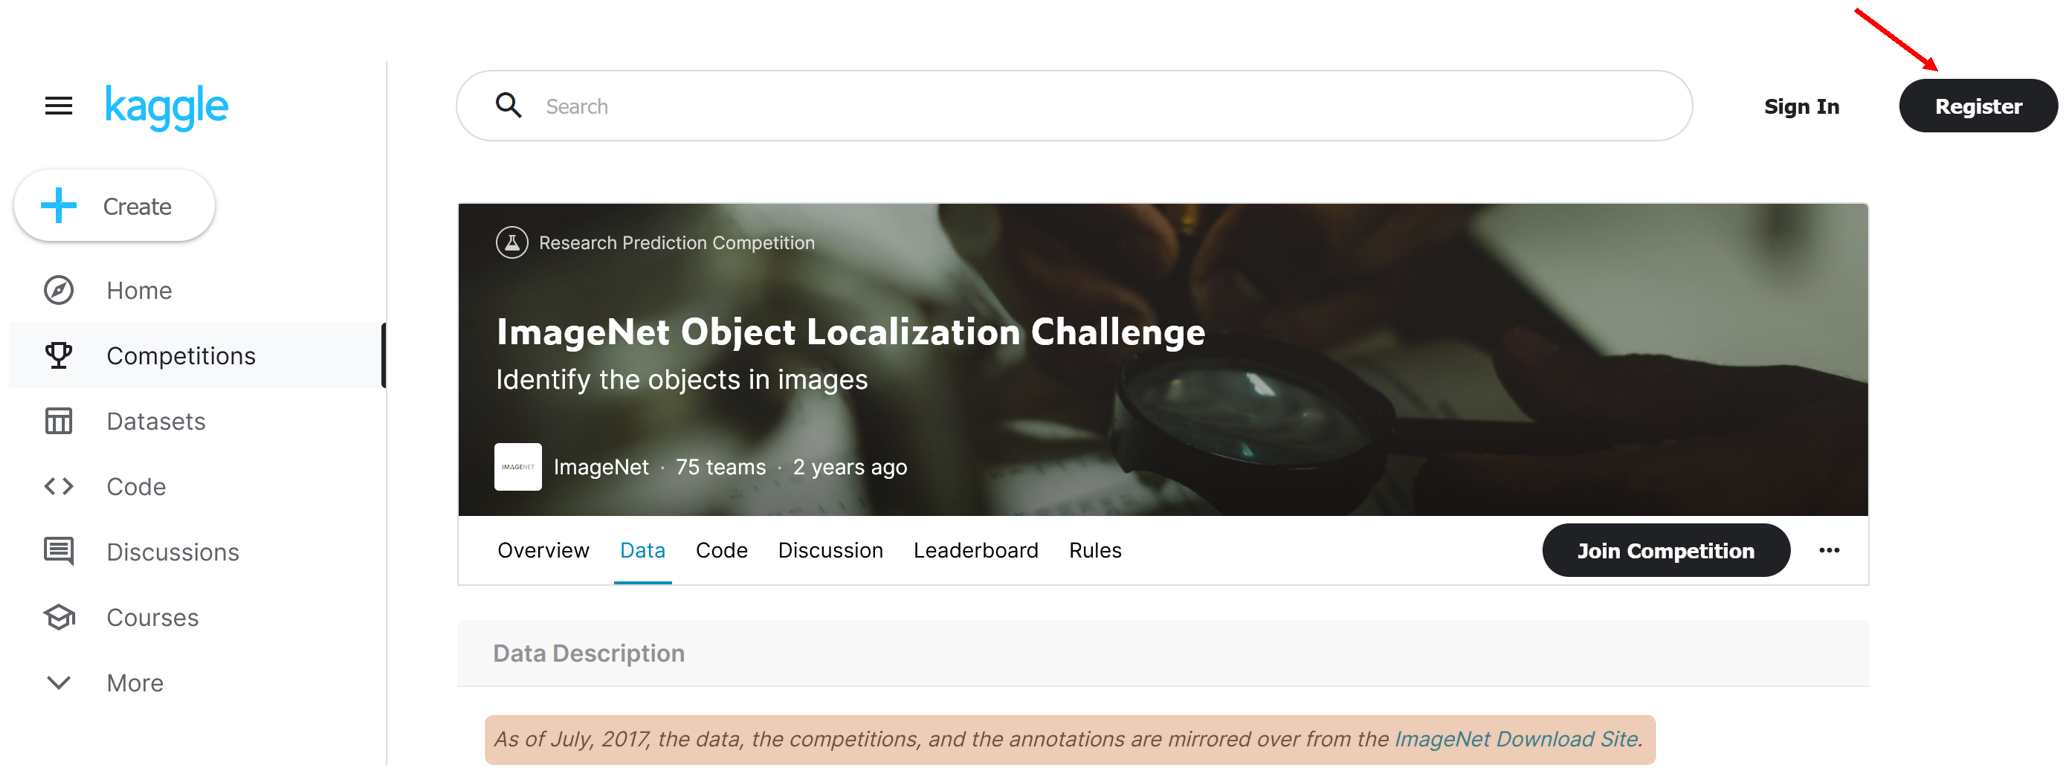 kaggle
Search
Sign In
Register
Create
Home
Competitions
Datasets
Code
Discussions
Courses
More
Research Prediction Competition
ImageNet Object Localization Challenge
Identify the objects in images
IMAGENET
ImageNet · 75 teams · 2 years ago
Overview Data Code Discussion Leaderboard Rules
Join Competition
Data Description
As of July, 2017, the data, the competitions, and the annotations are mirrored over from the ImageNet Download Site.